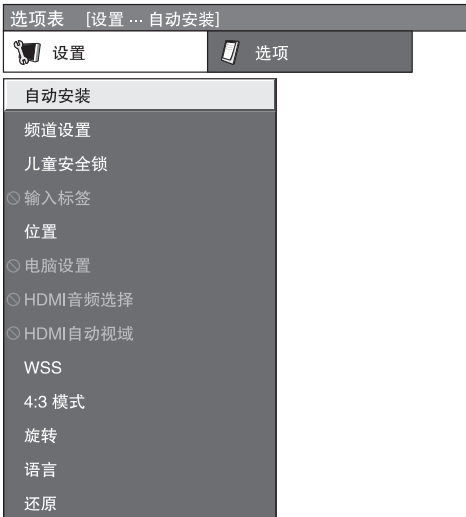 选项表 [设置 ··· 自动安装]
设置 选项
自动安装
频道设置
儿童安全锁
输入标签
位置
电脑设置
HDMI音频选择
HDMI自动视域
WSS
4:3 模式
旋转
语言
还原